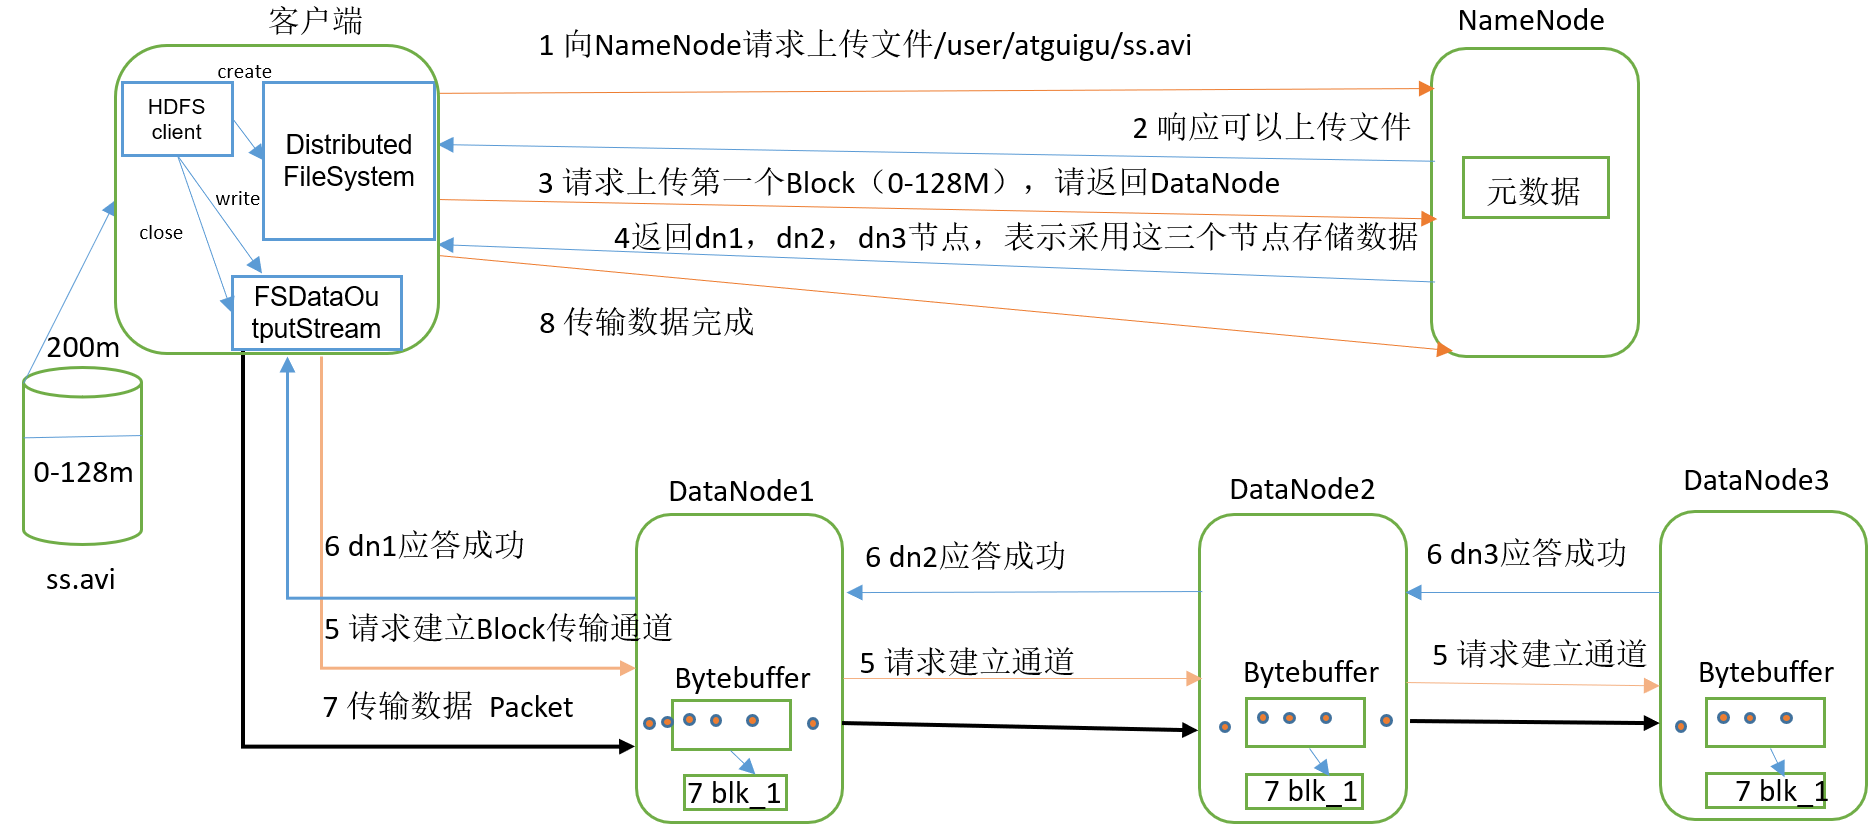 客户端
NameNode
1 向NameNode请求上传文件/user/atguigu/ss.avi
create
HDFS
client
Distributed
FileSystem
2 响应可以上传文件
3 请求上传第一个Block（0-128M），请返回DataNode
元数据
write
close
4返回dn1，dn2，dn3节点，表示采用这三个节点存储数据
FSDataOu
tputStream
8 传输数据完成
200m
0-128m
ss.avi
DataNode1
DataNode2
DataNode3
6 dn1应答成功
6 dn2应答成功
6 dn3应答成功
5 请求建立Block传输通道
5 请求建立通道
5 请求建立通道
Bytebuffer
Bytebuffer
Bytebuffer
7 传输数据 Packet
7 blk_1
7 blk_1
7 blk_1